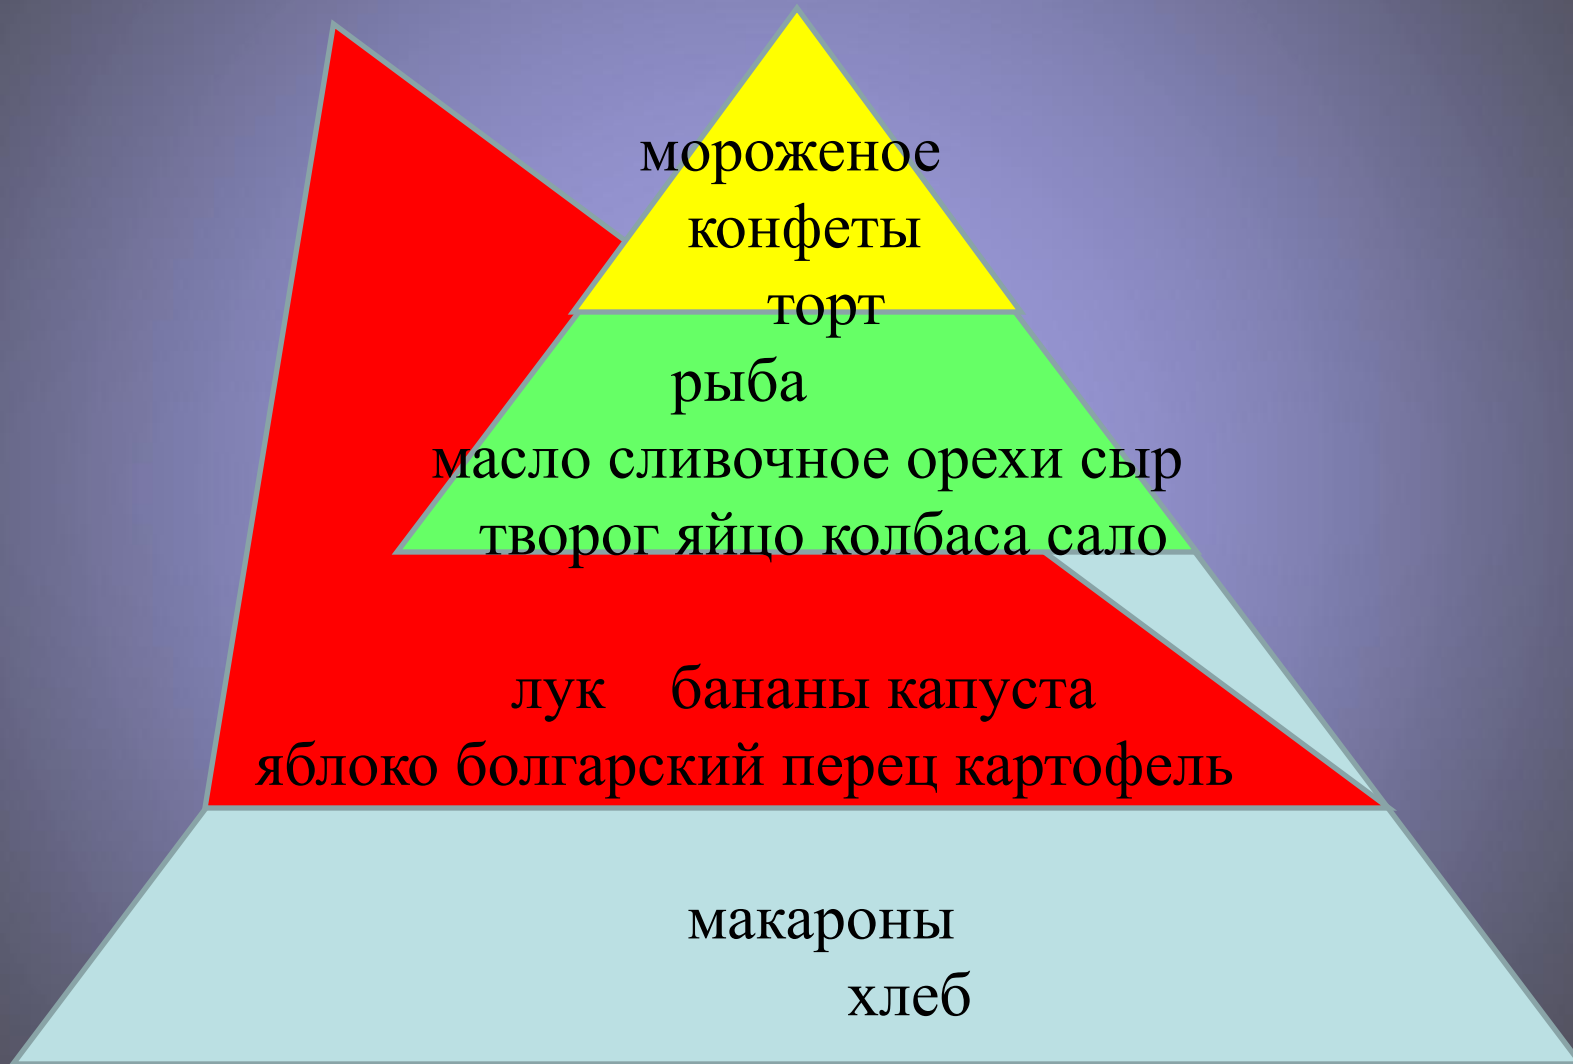 мороженое
конфеты
торт
рыба
масло сливочное орехи сыр
творог яйцо колбаса сало
лук бананы капуста
яблоко болгарский перец картофель
макароны
хлеб